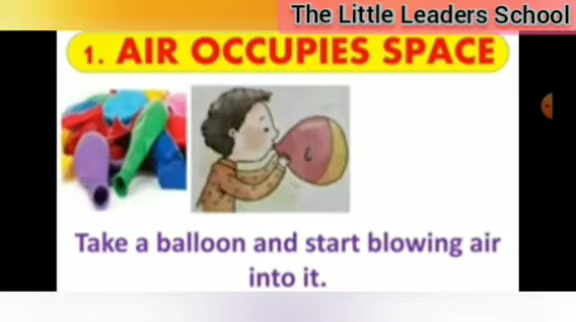 The Little Leaders School
1. AIR OCCUPIES SPACE
Take a balloon and start blowing air
into it.